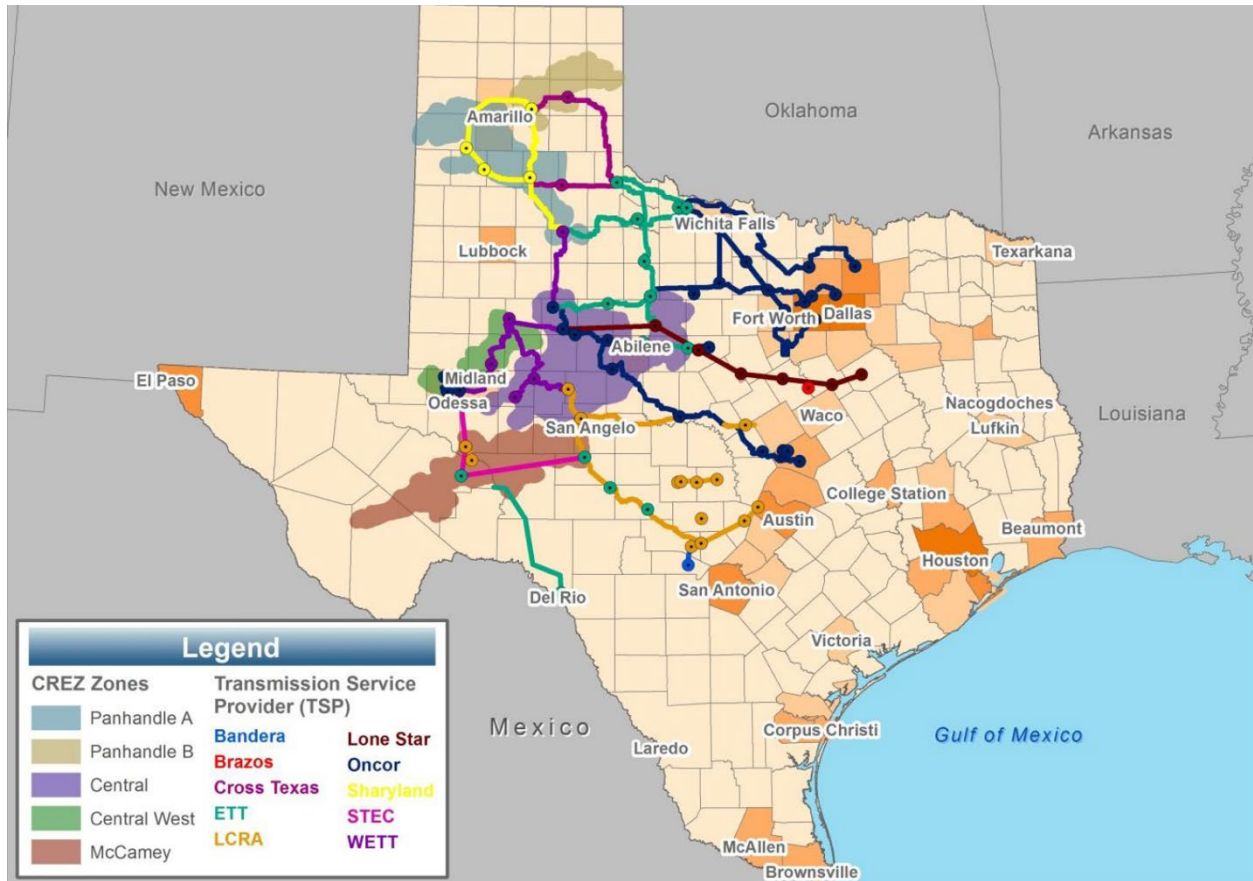 Oklahoma
Arkansas
New Mexico
Louisiana
Mexico
Gulf of Mexico
Amarillo
Wichita Falls
Lubbock
Texarkana
Fort Worth
Dallas
Abilene
El Paso
Midland
Odessa
Nacogdoches
Lufkin
Waco
San Angelo
College Station
Austin
Beaumont
Houston
Del Rio
San Antonio
Victoria
Corpus Christi
Laredo
McAllen
Brownsville
Legend
CREZ Zones
Panhandle A
Panhandle B
Central
Central West
McCamey
Transmission Service
Provider (TSP)
Bandera
Brazos
Cross Texas
ETT
LCRA
Lone Star
Oncor
Sharyland
STEC
WETT